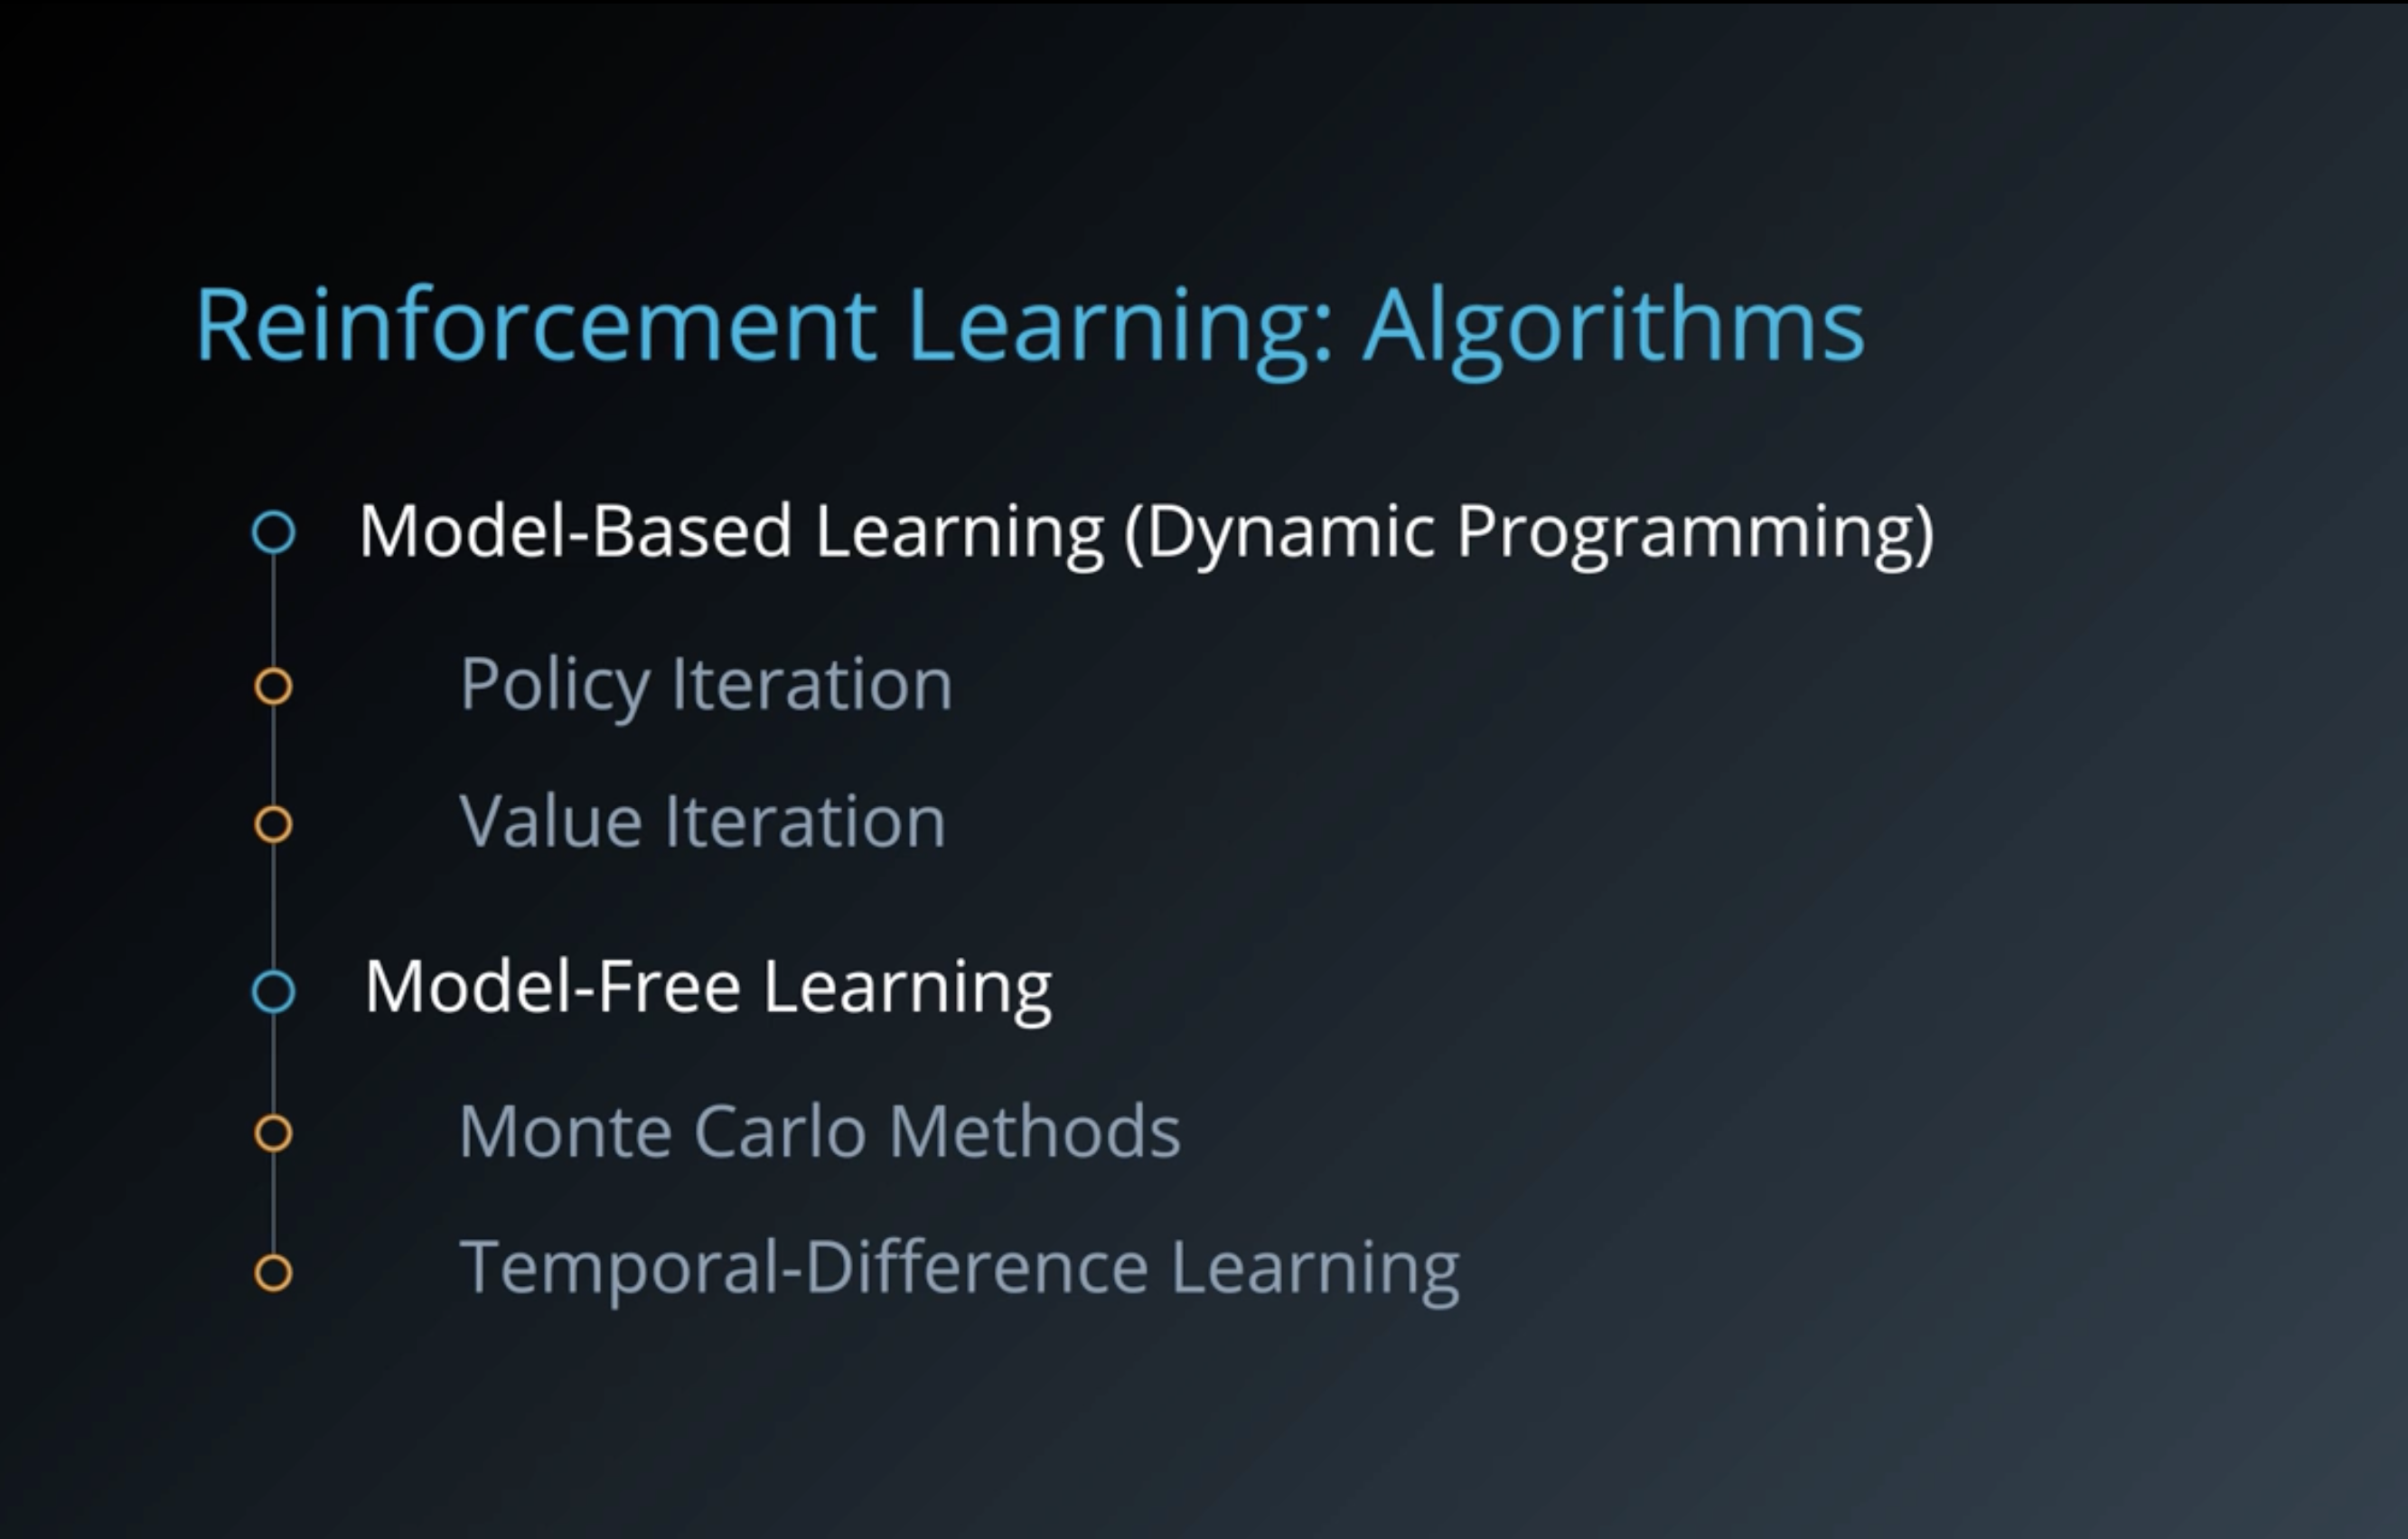 Reinforcement Learning: Algorithms
Model-Based Learning (Dynamic Programming)
Policy Iteration
Value Iteration
Model-Free Learning
Monte Carlo Methods
Temporal-Difference Learning